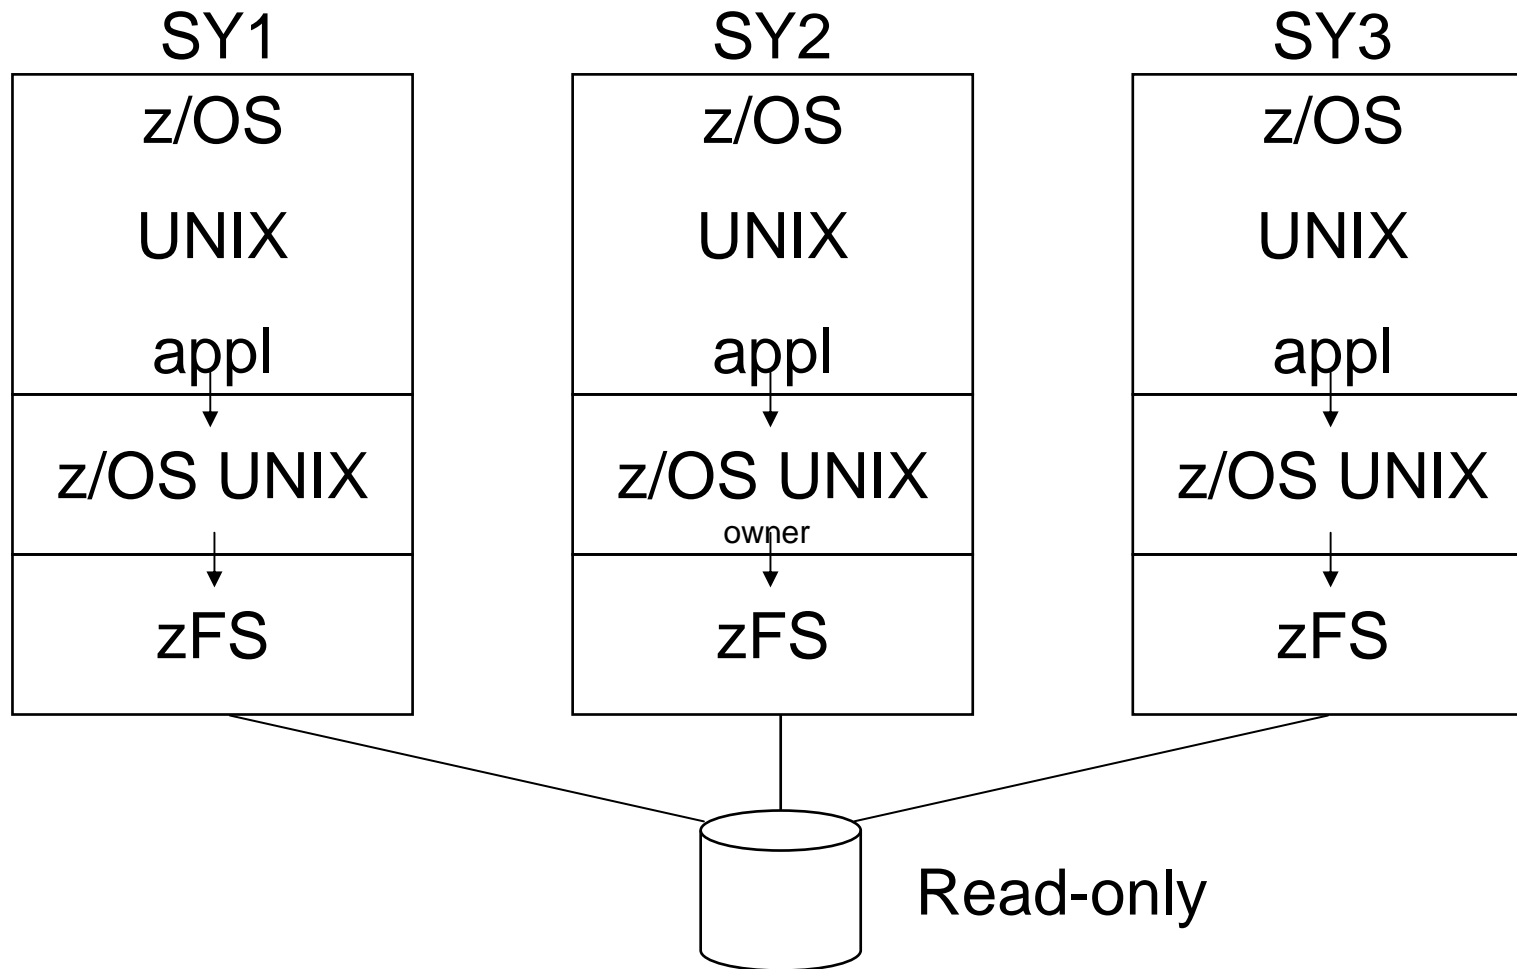 SY1
z/OS
UNIX
appl
z/OS UNIX
zFS
SY2
z/OS
UNIX
appl
z/OS UNIX
owner
zFS
SY3
z/OS
UNIX
appl
z/OS UNIX
zFS
Read-only